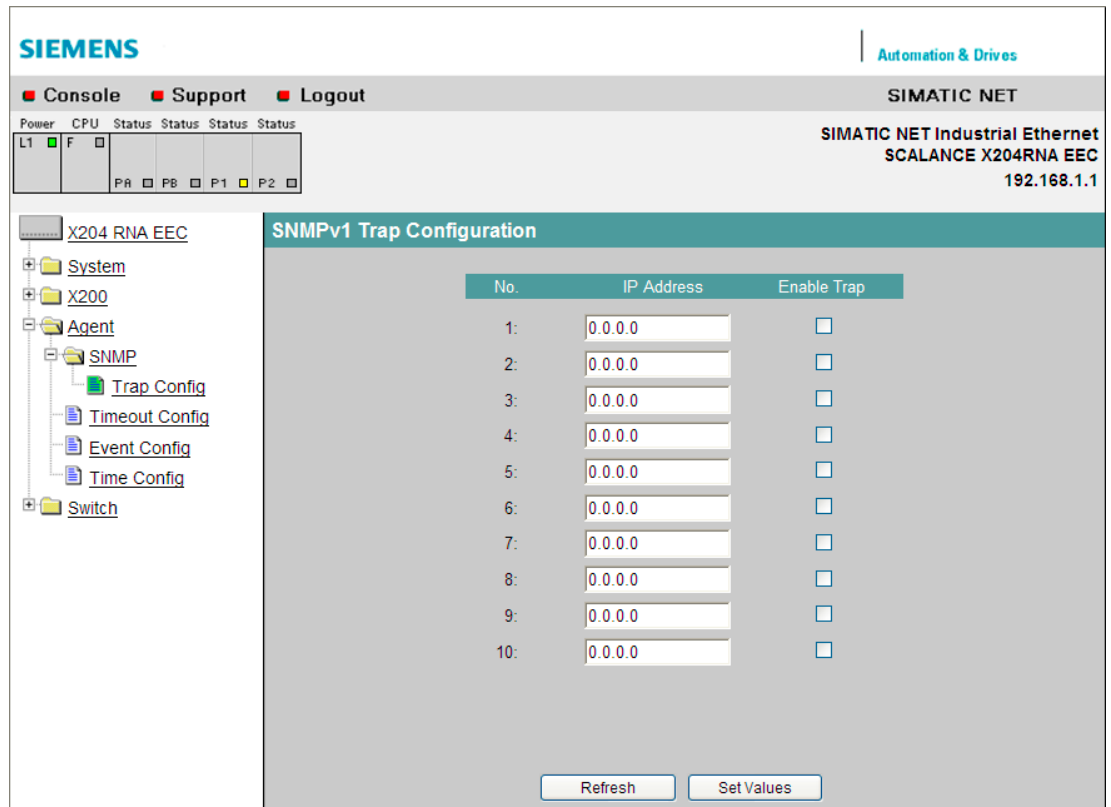 SIEMENS
Automation & Drives
Console Support Logout
SIMATIC NET
Power CPU Status Status Status Status
L1 F
PA PB P1 P2
SIMATIC NET Industrial Ethernet
SCALANCE X204RNA EEC
192.168.1.1
X204 RNA EEC
System
X200
Agent
SNMP
Trap Config
Timeout Config
Event Config
Time Config
Switch
SNMPv1 Trap Configuration
No. IP Address Enable Trap
1: 0.0.0.0
2: 0.0.0.0
3: 0.0.0.0
4: 0.0.0.0
5: 0.0.0.0
6: 0.0.0.0
7: 0.0.0.0
8: 0.0.0.0
9: 0.0.0.0
10: 0.0.0.0
Refresh Set Values